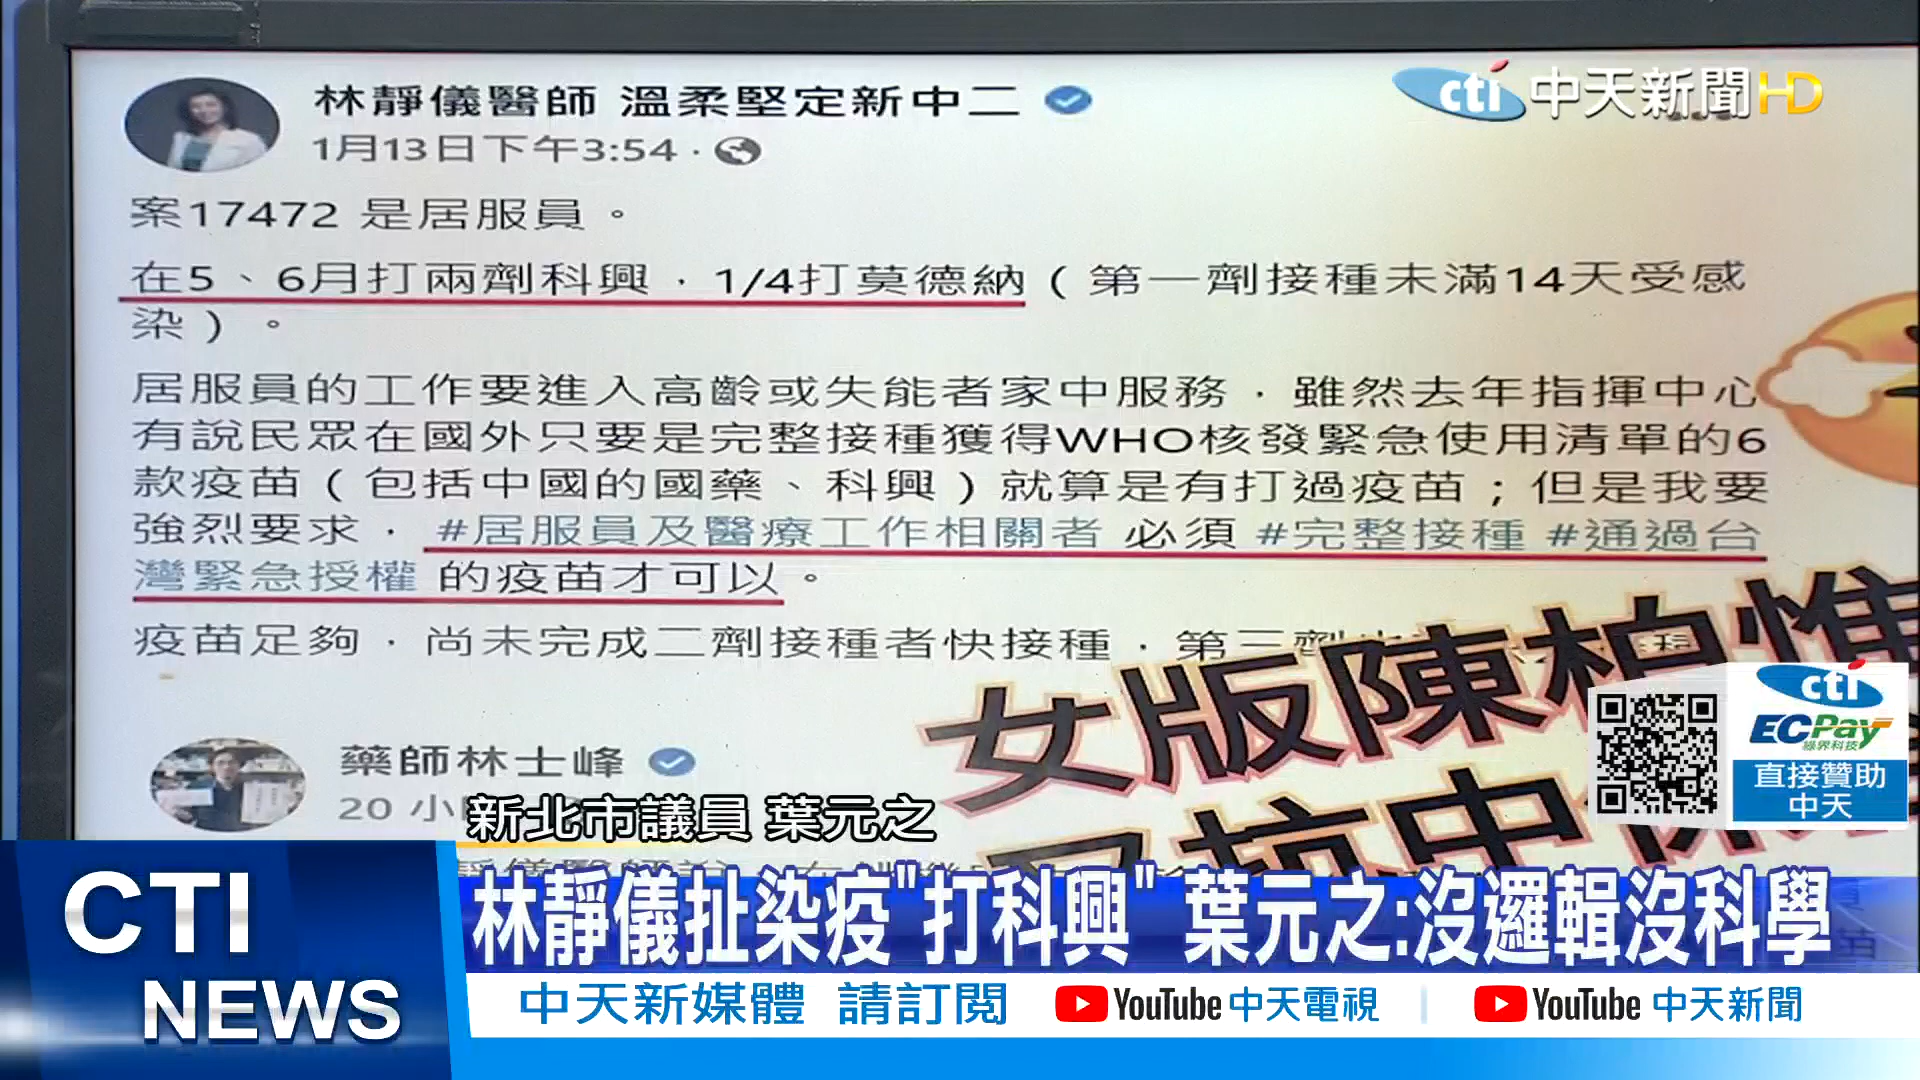 林靜儀醫師 溫柔堅定新中二
1月13日下午3:54 ·
cti 中天新聞HD
案17472 是居服員。
在5、6月打兩劑科興，1/4打莫德納（第一劑接種未滿14天受感
染）。
居服員的工作要進入高齡或失能者家中服務，雖然去年指揮中心
有說民眾在國外只要是完整接種獲得WHO核發緊急使用清單的6
款疫苗（包括中國的國藥、科興）就算是有打過疫苗；但是我要
強烈要求，#居服員及醫療工作相關者 必須 #完整接種 #通過台
灣緊急授權 的疫苗才可以。
疫苗足夠，尚未完成二劑接種者快接種，第三劑
女版陳柏惟
抗中
cti
ECPay
綠界科技
直接贊助
中天
藥師林士峰
20 小
新北市議員 葉元之
CTI
NEWS
林靜儀扯染疫"打科興" 葉元之:沒邏輯沒科學
中天新媒體 請訂閱 YouTube 中天電視 | YouTube 中天新聞